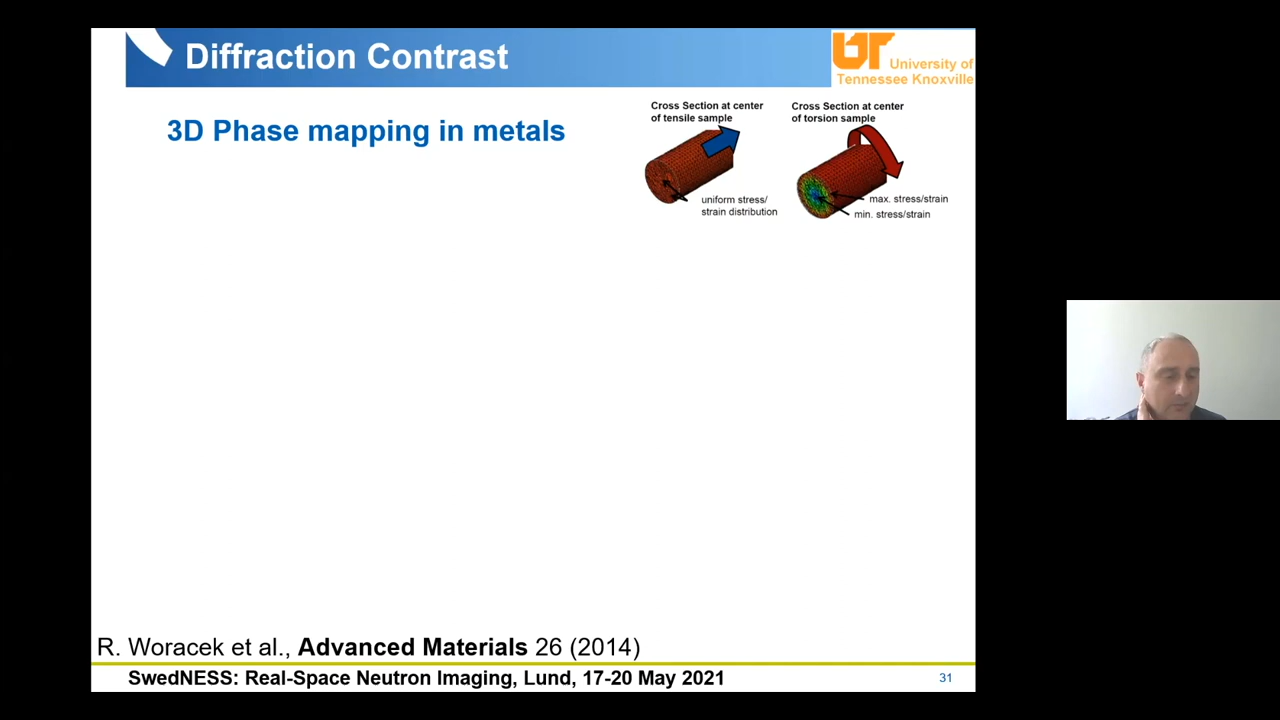 Diffraction Contrast
UT
University of
Tennessee Knoxville
3D Phase mapping in metals
Cross Section at center
of tensile sample
uniform stress/
strain distribution
Cross Section at center
of torsion sample
max. stress/strain
min. stress/strain
R. Woracek et al., Advanced Materials 26 (2014)
SwedNESS: Real-Space Neutron Imaging, Lund, 17-20 May 2021
31